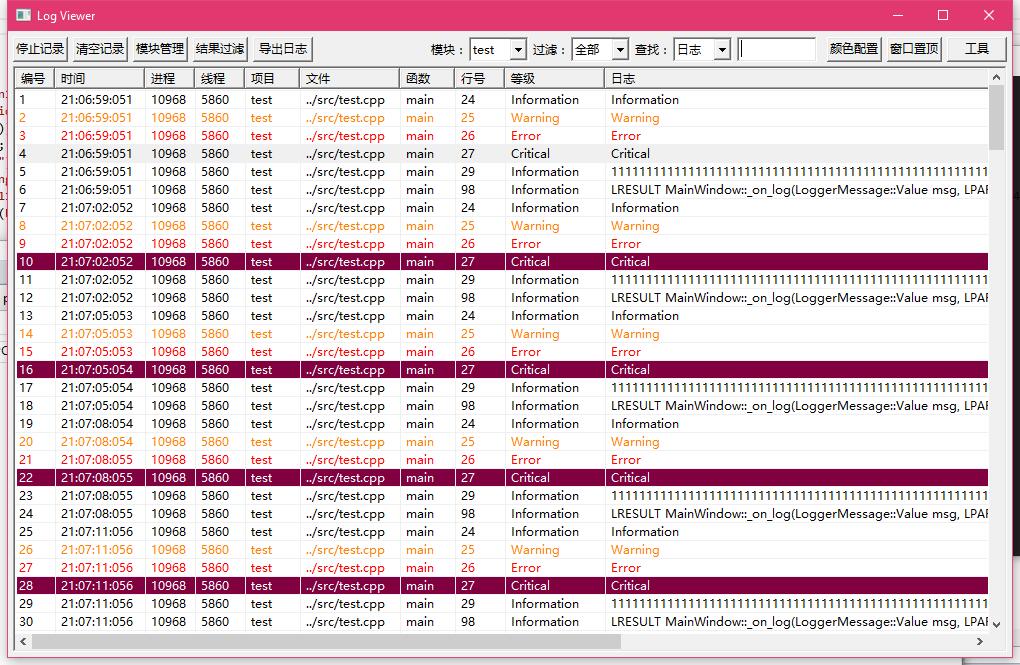 Log Viewer
停止记录 清空记录 模块管理 结果过滤 导出日志 模块： test 过滤： 全部 查找： 日志 颜色配置 窗口置顶 工具
编号 时间 进程 线程 项目 文件 函数 行号 等级 日志
1 21:06:59:051 10968 5860 test ../src/test.cpp main 24 Information Information
2 21:06:59:051 10968 5860 test ../src/test.cpp main 25 Warning Warning
3 21:06:59:051 10968 5860 test ../src/test.cpp main 26 Error Error
4 21:06:59:051 10968 5860 test ../src/test.cpp main 27 Critical Critical
5 21:06:59:051 10968 5860 test ../src/test.cpp main 29 Information
6 21:06:59:051 10968 5860 test ../src/test.cpp main 98 Information LRESULT MainWindow::_on_log(LoggerMessage::Value msg, LPAR
7 21:07:02:052 10968 5860 test ../src/test.cpp main 24 Information Information
8 21:07:02:052 10968 5860 test ../src/test.cpp main 25 Warning Warning
9 21:07:02:052 10968 5860 test ../src/test.cpp main 26 Error Error
10 21:07:02:052 10968 5860 test ../src/test.cpp main 27 Critical Critical
11 21:07:02:052 10968 5860 test ../src/test.cpp main 29 Information
12 21:07:02:052 10968 5860 test ../src/test.cpp main 98 Information LRESULT MainWindow::_on_log(LoggerMessage::Value msg, LPAR
13 21:07:05:053 10968 5860 test ../src/test.cpp main 24 Information Information
14 21:07:05:053 10968 5860 test ../src/test.cpp main 25 Warning Warning
15 21:07:05:053 10968 5860 test ../src/test.cpp main 26 Error Error
16 21:07:05:054 10968 5860 test ../src/test.cpp main 27 Critical Critical
17 21:07:05:054 10968 5860 test ../src/test.cpp main 29 Information
18 21:07:05:054 10968 5860 test ../src/test.cpp main 98 Information LRESULT MainWindow::_on_log(LoggerMessage::Value msg, LPAR
19 21:07:08:054 10968 5860 test ../src/test.cpp main 24 Information Information
20 21:07:08:054 10968 5860 test ../src/test.cpp main 25 Warning Warning
21 21:07:08:055 10968 5860 test ../src/test.cpp main 26 Error Error
22 21:07:08:055 10968 5860 test ../src/test.cpp main 27 Critical Critical
23 21:07:08:055 10968 5860 test ../src/test.cpp main 29 Information
24 21:07:08:055 10968 5860 test ../src/test.cpp main 98 Information LRESULT MainWindow::_on_log(LoggerMessage::Value msg, LPAR
25 21:07:11:056 10968 5860 test ../src/test.cpp main 24 Information Information
26 21:07:11:056 10968 5860 test ../src/test.cpp main 25 Warning Warning
27 21:07:11:056 10968 5860 test ../src/test.cpp main 26 Error Error
28 21:07:11:056 10968 5860 test ../src/test.cpp main 27 Critical Critical
29 21:07:11:056 10968 5860 test ../src/test.cpp main 29 Information
30 21:07:11:056 10968 5860 test ../src/test.cpp main 98 Information LRESULT MainWindow::_on_log(LoggerMessage::Value msg, LPAR